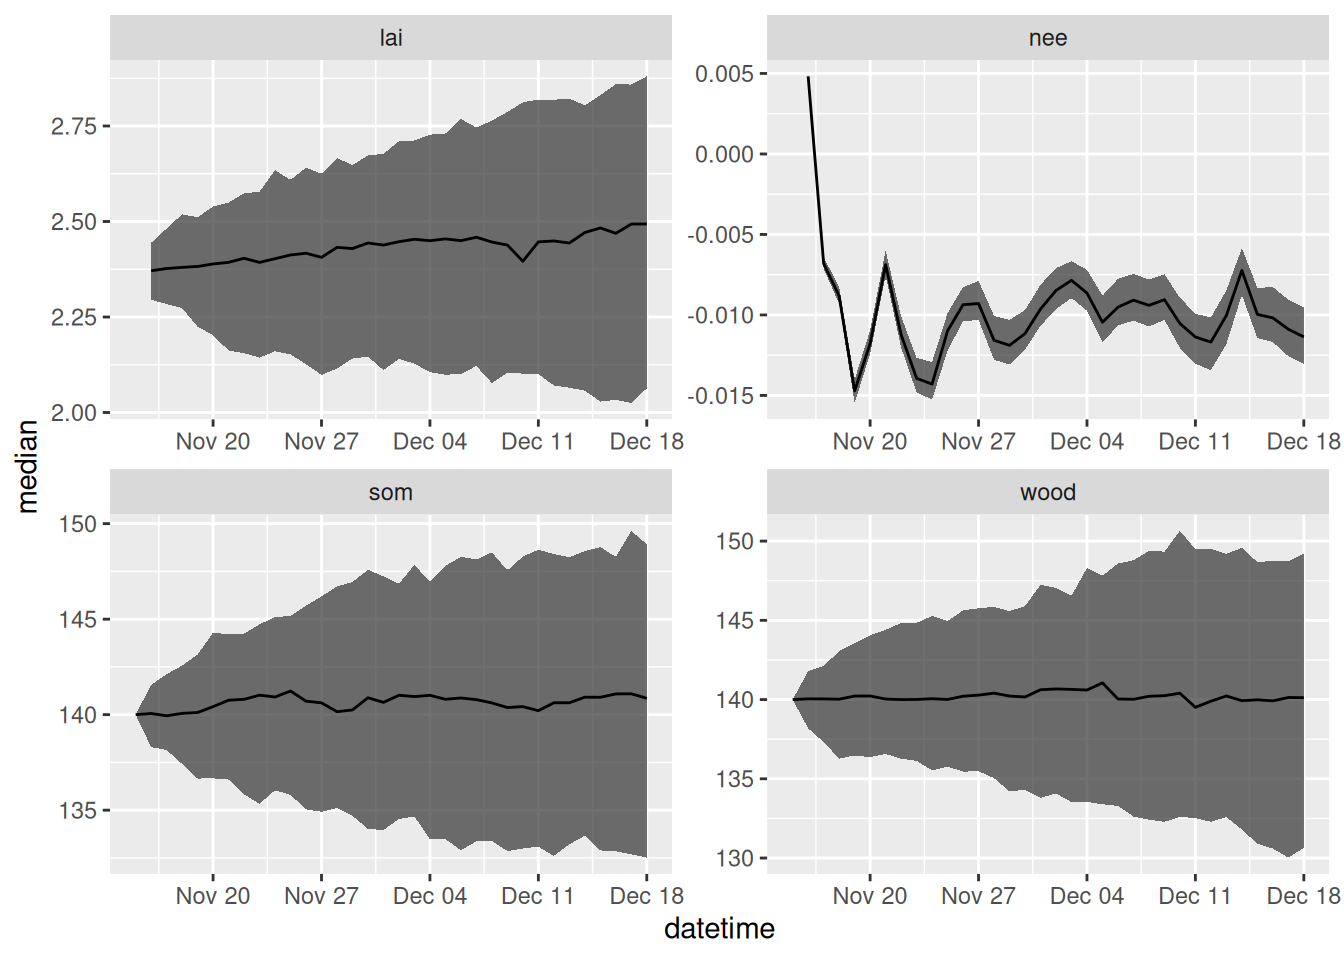 lai
nee
2.75
2.50
2.25
2.00
0.005
0.000
-0.005
-0.010
-0.015
Nov 20 Nov 27 Dec 04 Dec 11 Dec 18
Nov 20 Nov 27 Dec 04 Dec 11 Dec 18
median
som
wood
150
145
140
135
150
145
140
135
130
Nov 20 Nov 27 Dec 04 Dec 11 Dec 18
Nov 20 Nov 27 Dec 04 Dec 11 Dec 18
datetime